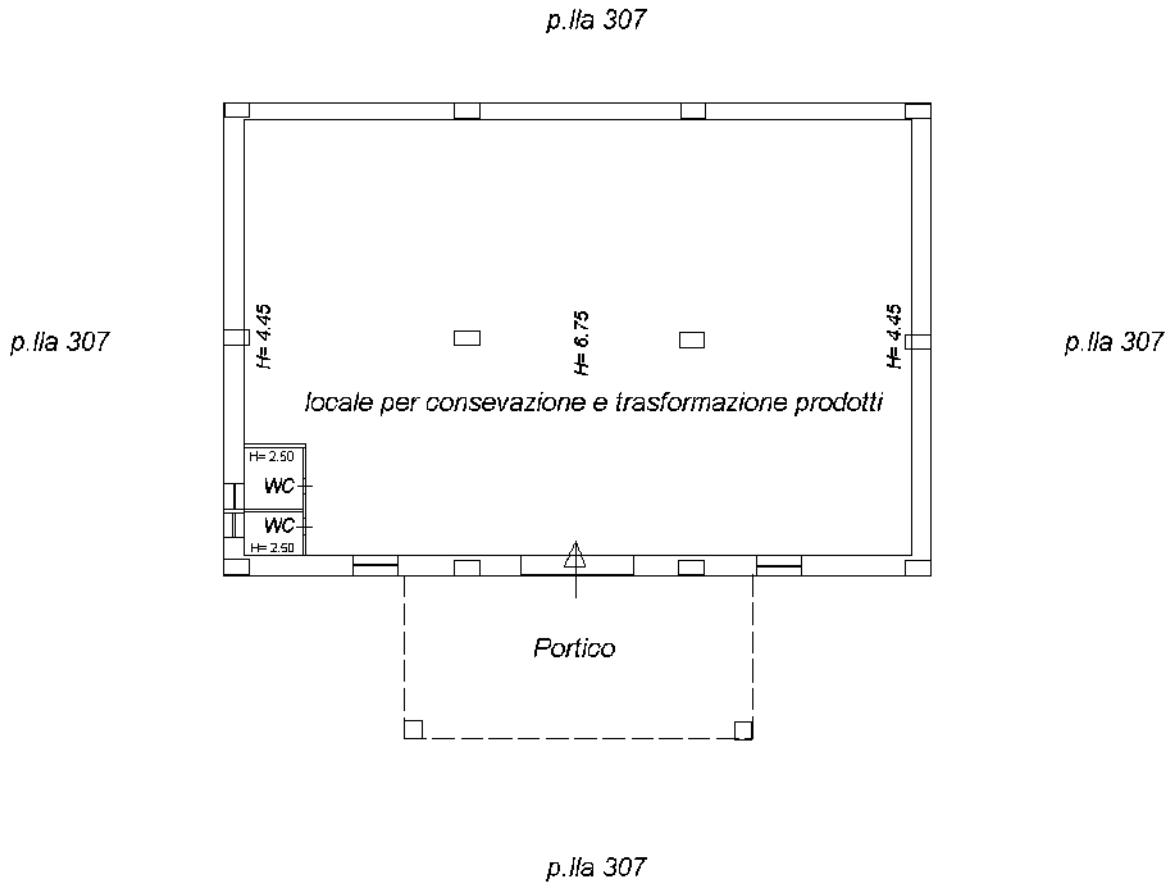 p.lla 307
H= 4.45
H= 6.75
H= 4.45
p.lla 307
p.lla 307
locale per consevazione e trasformazione prodotti
H= 2.50
WC
WC
H= 2.50
Portico
p.lla 307